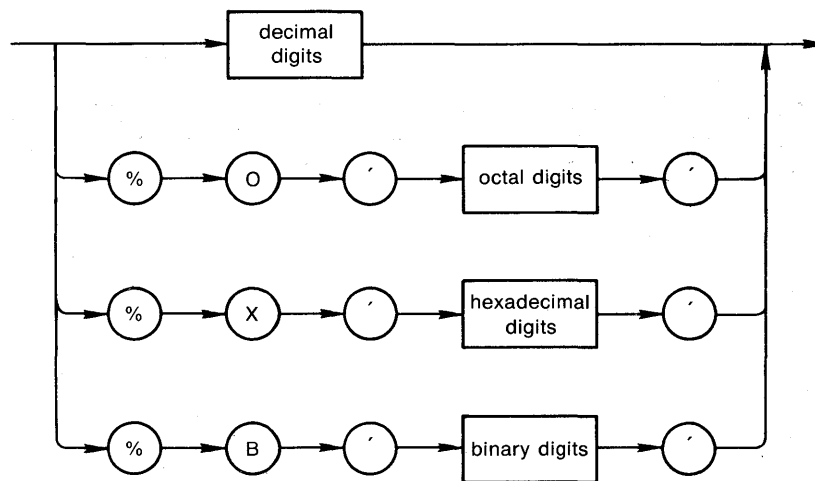 decimal
digits
% O ´ octal digits ´
% X ´ hexadecimal
digits ´
% B ´ binary digits ´